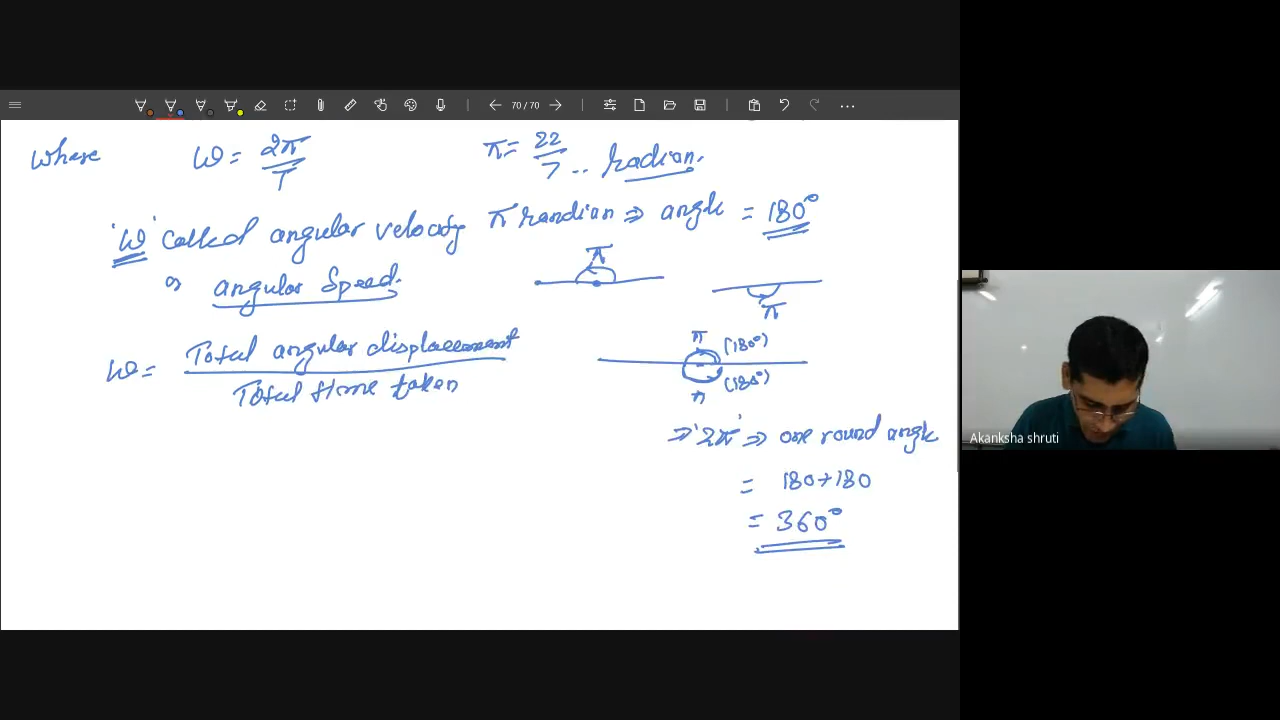 70 / 70
Where ω = 2π/T π = 22/7 .. radian.
'ω' called angular velocity π randian ⇒ angle = 180°
or angular Speed. π
π
ω = Total angular displacement / Total time taken
π (180°)
π (180°)
⇒ '2π' ⇒ one round angle
= 180+180
= 360°
Akanksha shruti